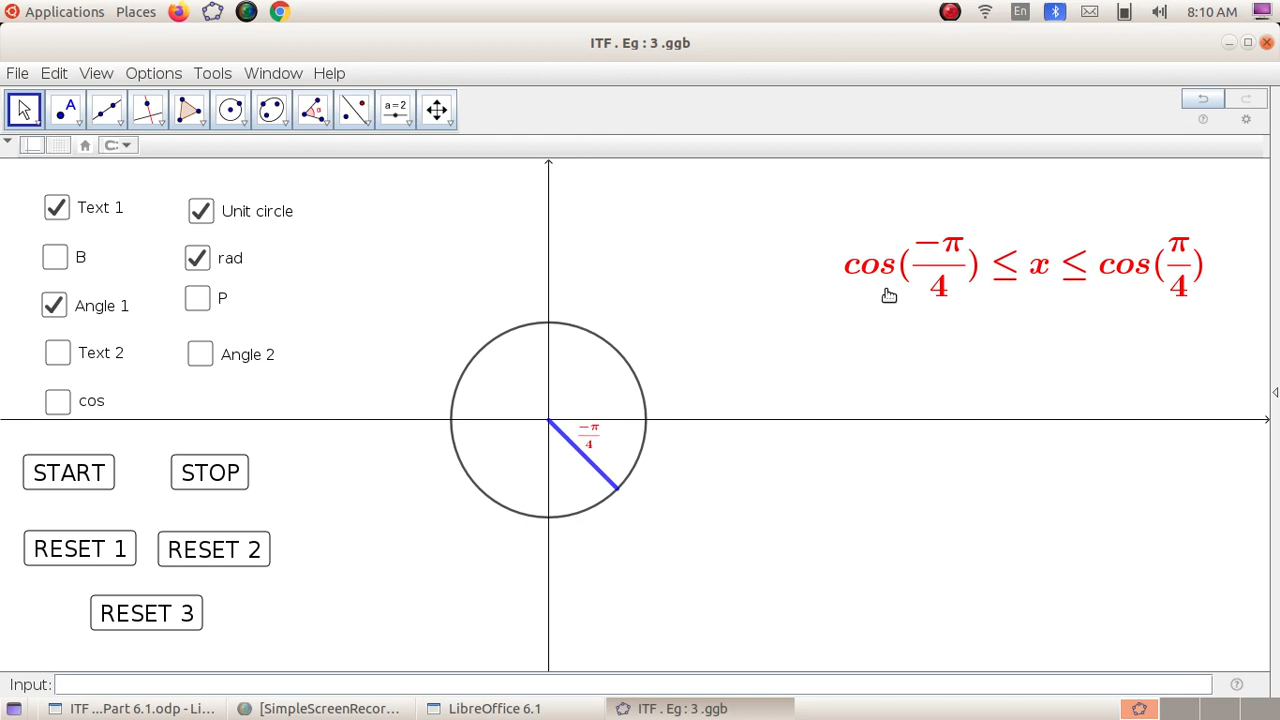 Applications Places En 8:10 AM
ITF . Eg : 3 .ggb
File Edit View Options Tools Window Help
A α a=2
Text 1 Unit circle
B rad
Angle 1 P
Text 2 Angle 2
cos
cos(-π/4) ≤ x ≤ cos(π/4)
-π/4
START STOP
RESET 1 RESET 2
RESET 3
Input:
ITF ...Part 6.1.odp - Li... [SimpleScreenRecor... LibreOffice 6.1 ITF . Eg : 3 .ggb